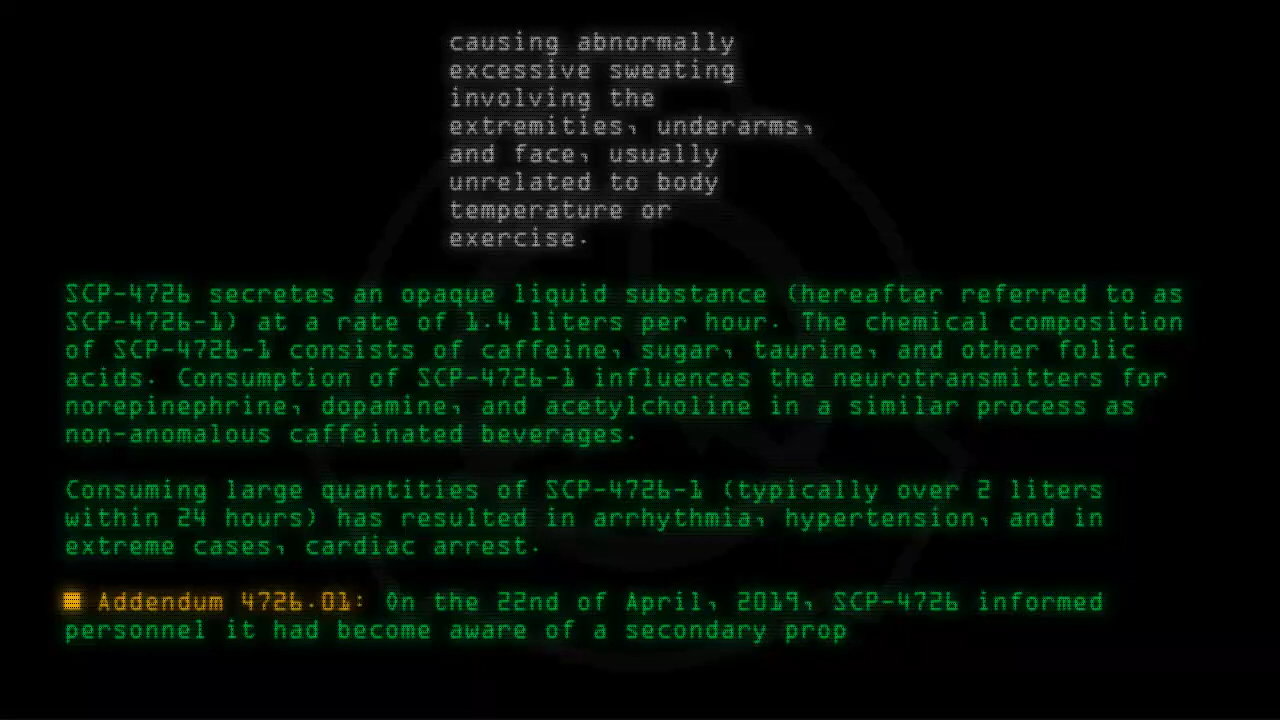 causing abnormally
excessive sweating
involving the
extremities, underarms,
and face, usually
unrelated to body
temperature or
exercise.
SCP-4726 secretes an opaque liquid substance (hereafter referred to as
SCP-4726-1) at a rate of 1.4 liters per hour. The chemical composition
of SCP-4726-1 consists of caffeine, sugar, taurine, and other folic
acids. Consumption of SCP-4726-1 influences the neurotransmitters for
norepinephrine, dopamine, and acetylcholine in a similar process as
non-anomalous caffeinated beverages.
Consuming large quantities of SCP-4726-1 (typically over 2 liters
within 24 hours) has resulted in arrhythmia, hypertension, and in
extreme cases, cardiac arrest.
■ Addendum 4726.01: On the 22nd of April, 2019, SCP-4726 informed
personnel it had become aware of a secondary prop